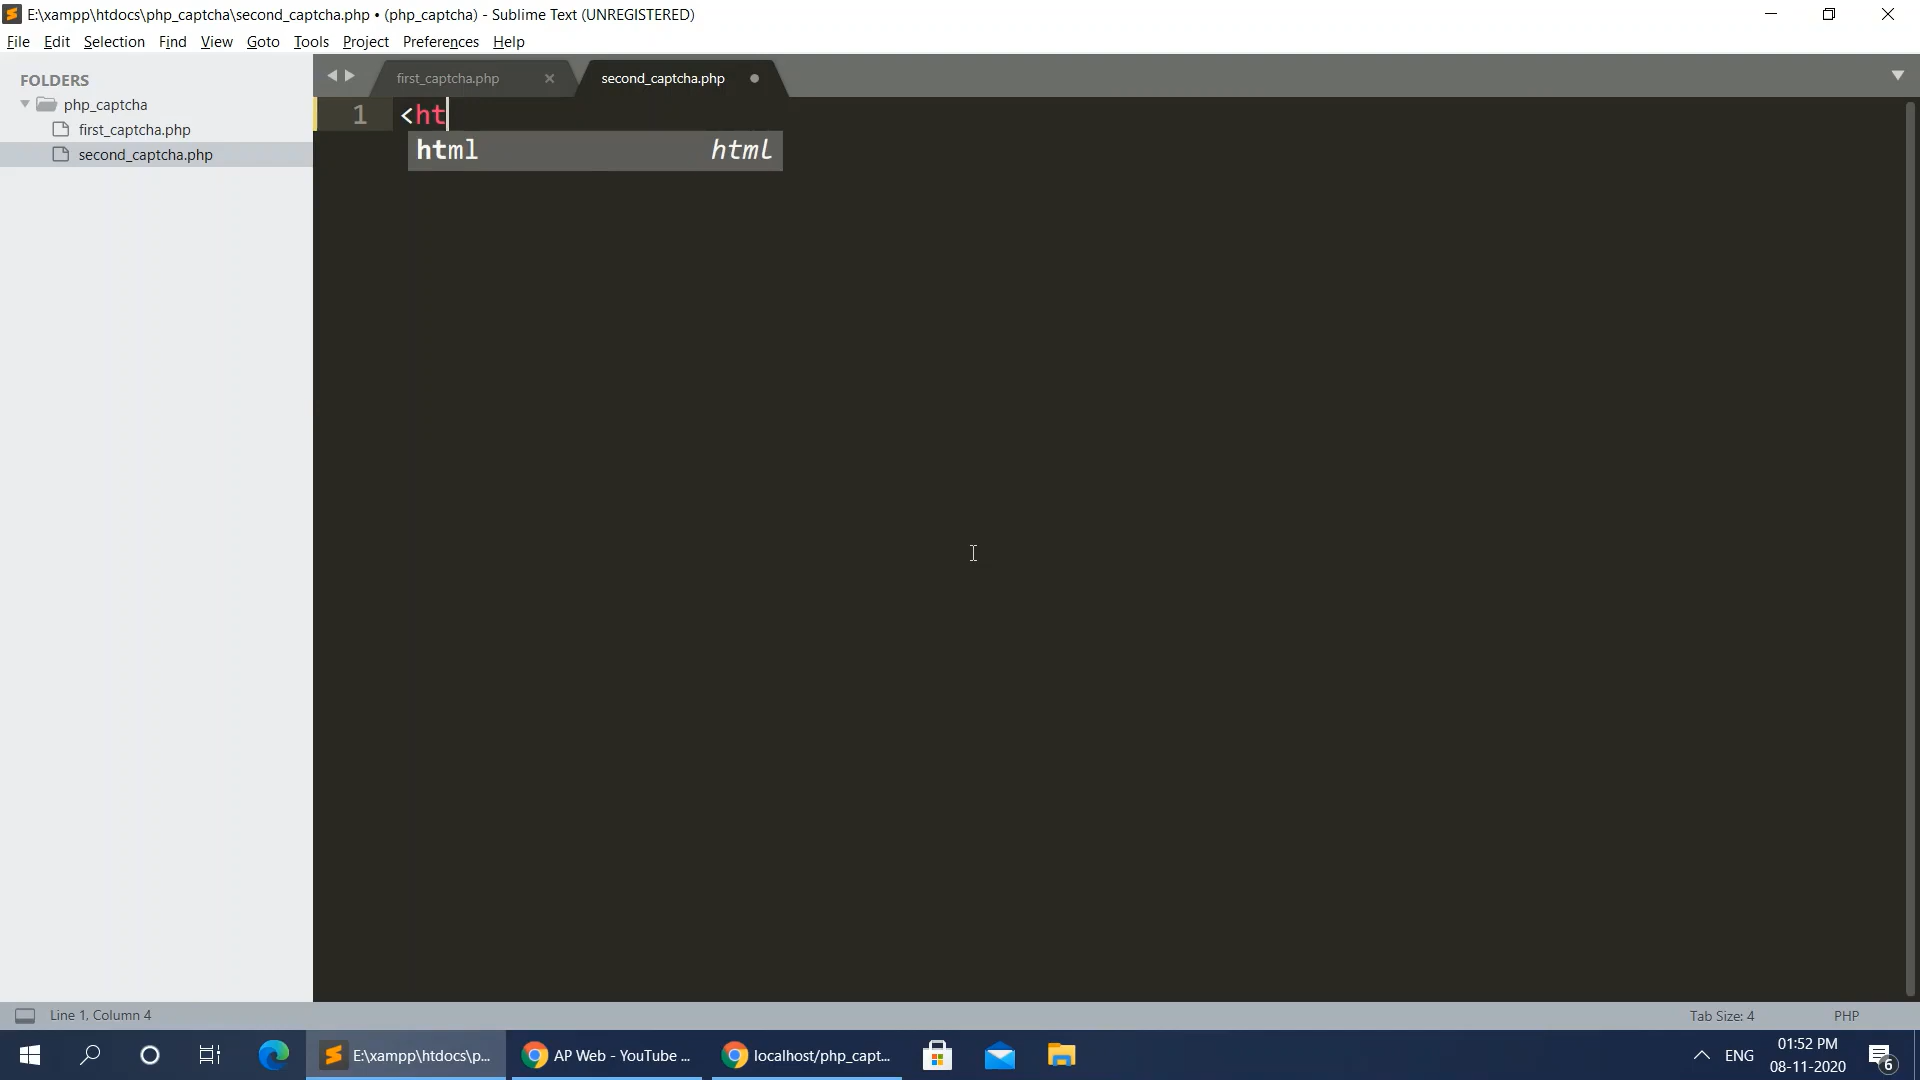 E:\xampp\htdocs\php_captcha\second_captcha.php • (php_captcha) - Sublime Text (UNREGISTERED)
File Edit Selection Find View Goto Tools Project Preferences Help
FOLDERS
php_captcha
first_captcha.php
second_captcha.php
first_captcha.php × second_captcha.php
1 <ht
html html
Line 1, Column 4 Tab Size: 4 PHP
E:\xampp\htdocs\p...
AP Web - YouTube ...
localhost/php_capt...
ENG
01:52 PM
08-11-2020
6